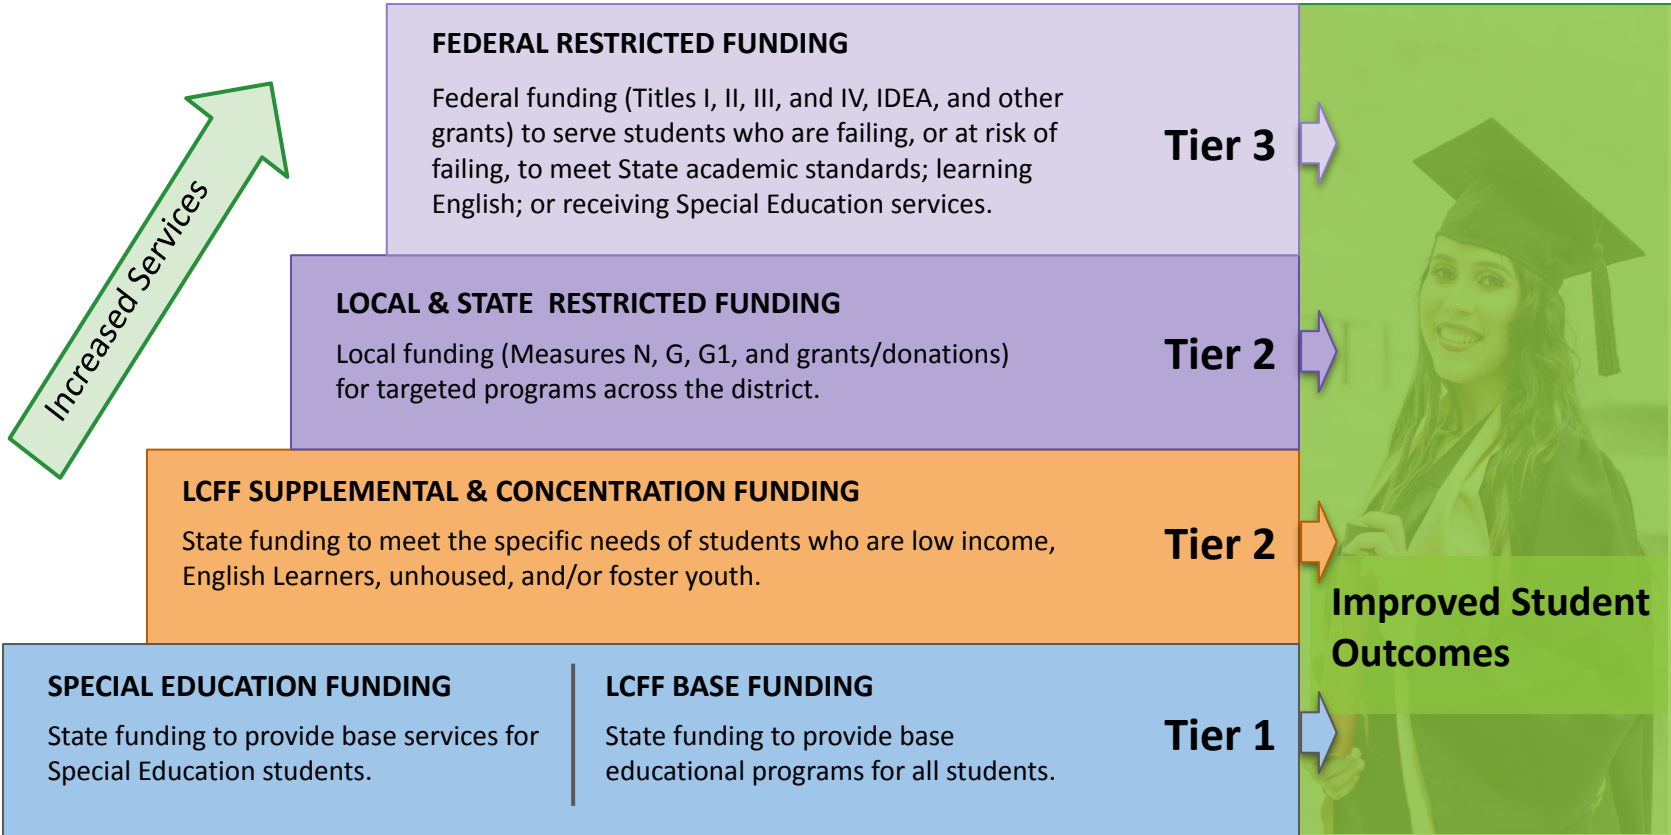 FEDERAL RESTRICTED FUNDING
Federal funding (Titles I, II, III, and IV, IDEA, and other
grants) to serve students who are failing, or at risk of
failing, to meet State academic standards; learning
English; or receiving Special Education services.
Tier 3
Increased Services
LOCAL & STATE  RESTRICTED FUNDING
Local funding (Measures N, G, G1, and grants/donations)
for targeted programs across the district.
Tier 2
LCFF SUPPLEMENTAL & CONCENTRATION FUNDING
State funding to meet the specific needs of students who are low income,
English Learners, unhoused, and/or foster youth.
Tier 2
SPECIAL EDUCATION FUNDING
State funding to provide base services for
Special Education students.
LCFF BASE FUNDING
State funding to provide base
educational programs for all students.
Tier 1
Improved Student
Outcomes